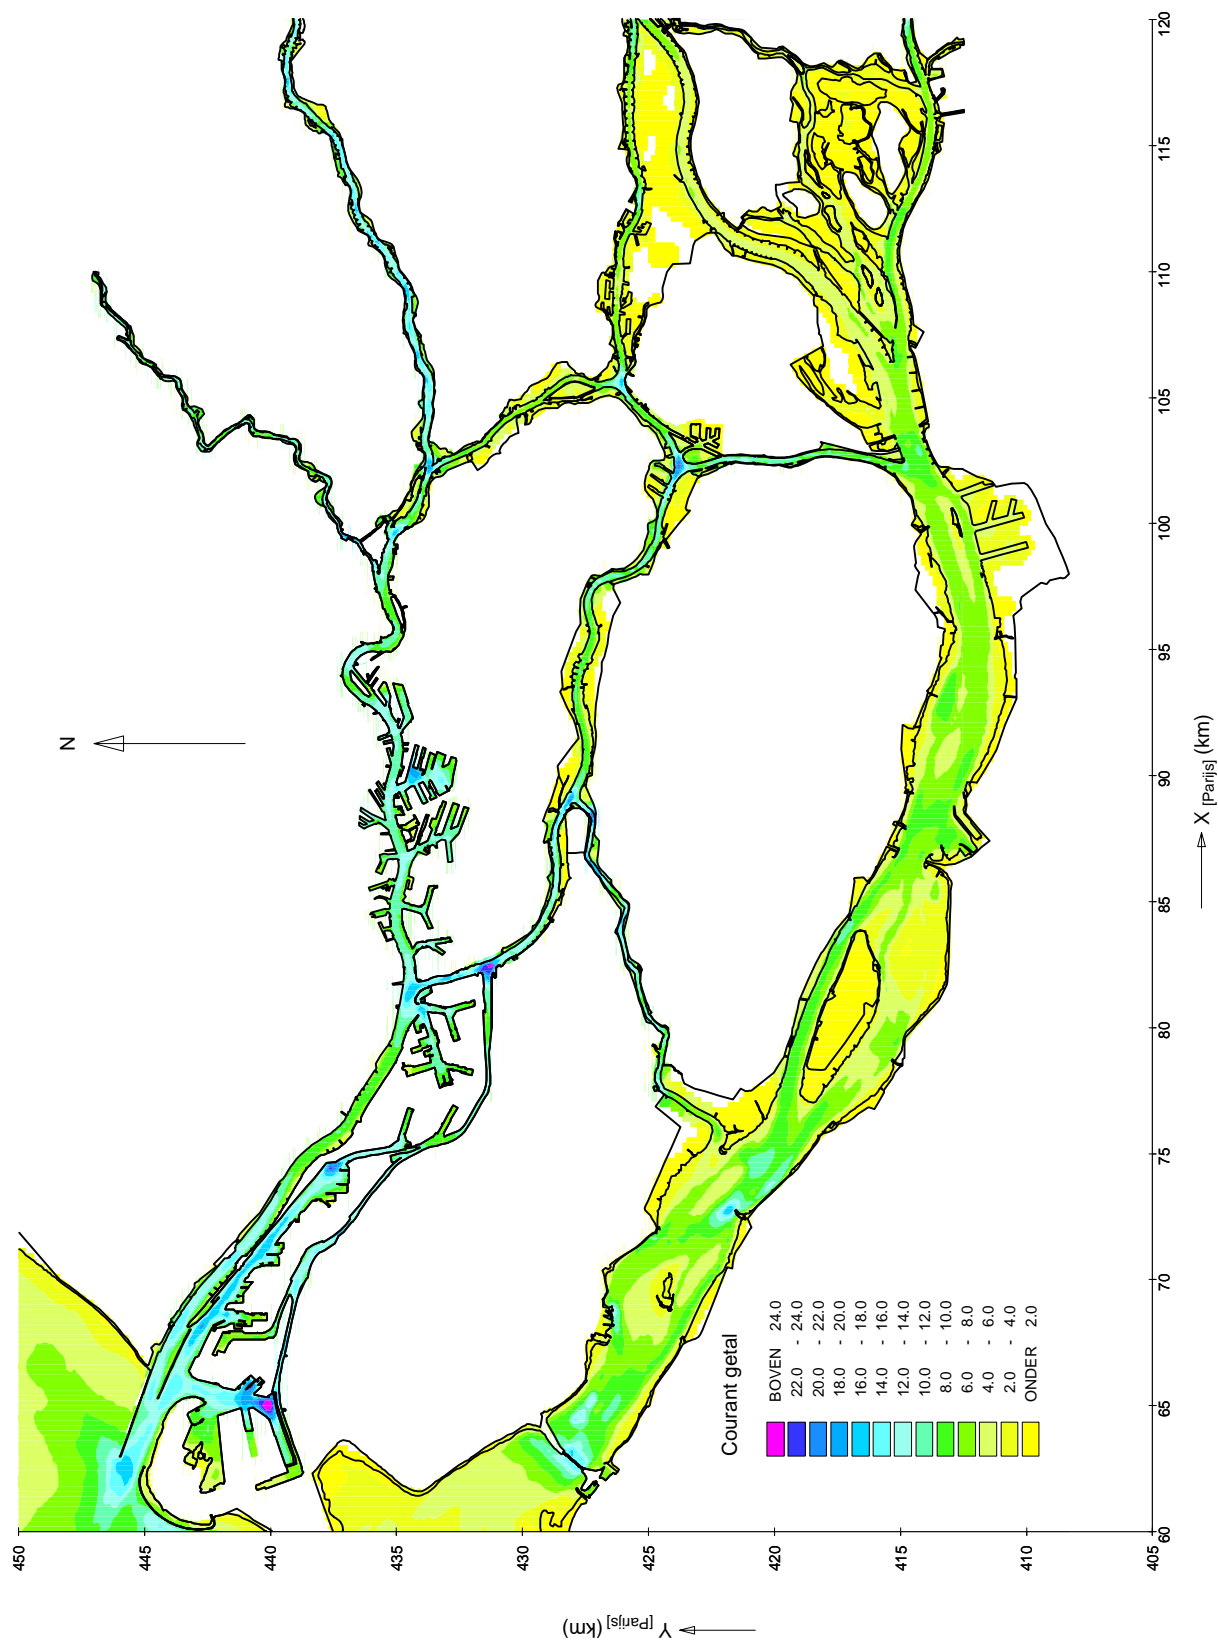 N
Courant getal
BOVEN 24.0
22.0 - 24.0
20.0 - 22.0
18.0 - 20.0
16.0 - 18.0
14.0 - 16.0
12.0 - 14.0
10.0 - 12.0
8.0 - 10.0
6.0 - 8.0
4.0 - 6.0
2.0 - 4.0
ONDER 2.0
450
445
440
435
430
425
420
415
410
405
Y [Parijs] (km)
60
65
70
75
80
85
90
95
100
105
110
115
120
X [Parijs] (km)